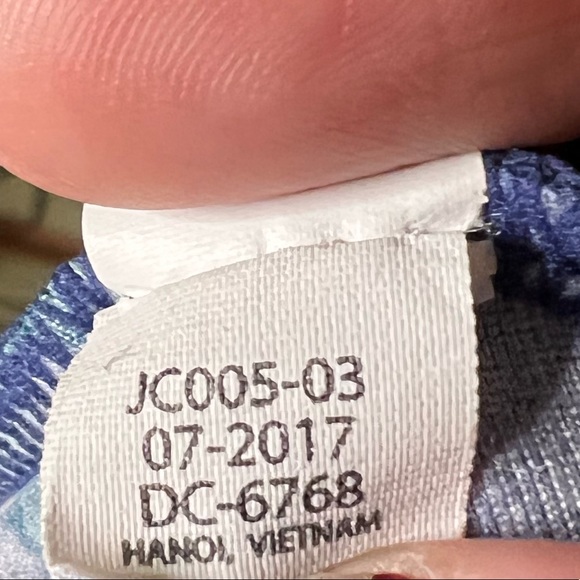 JC005-03
07-2017
DC-6768
HANOI, VIETNAM